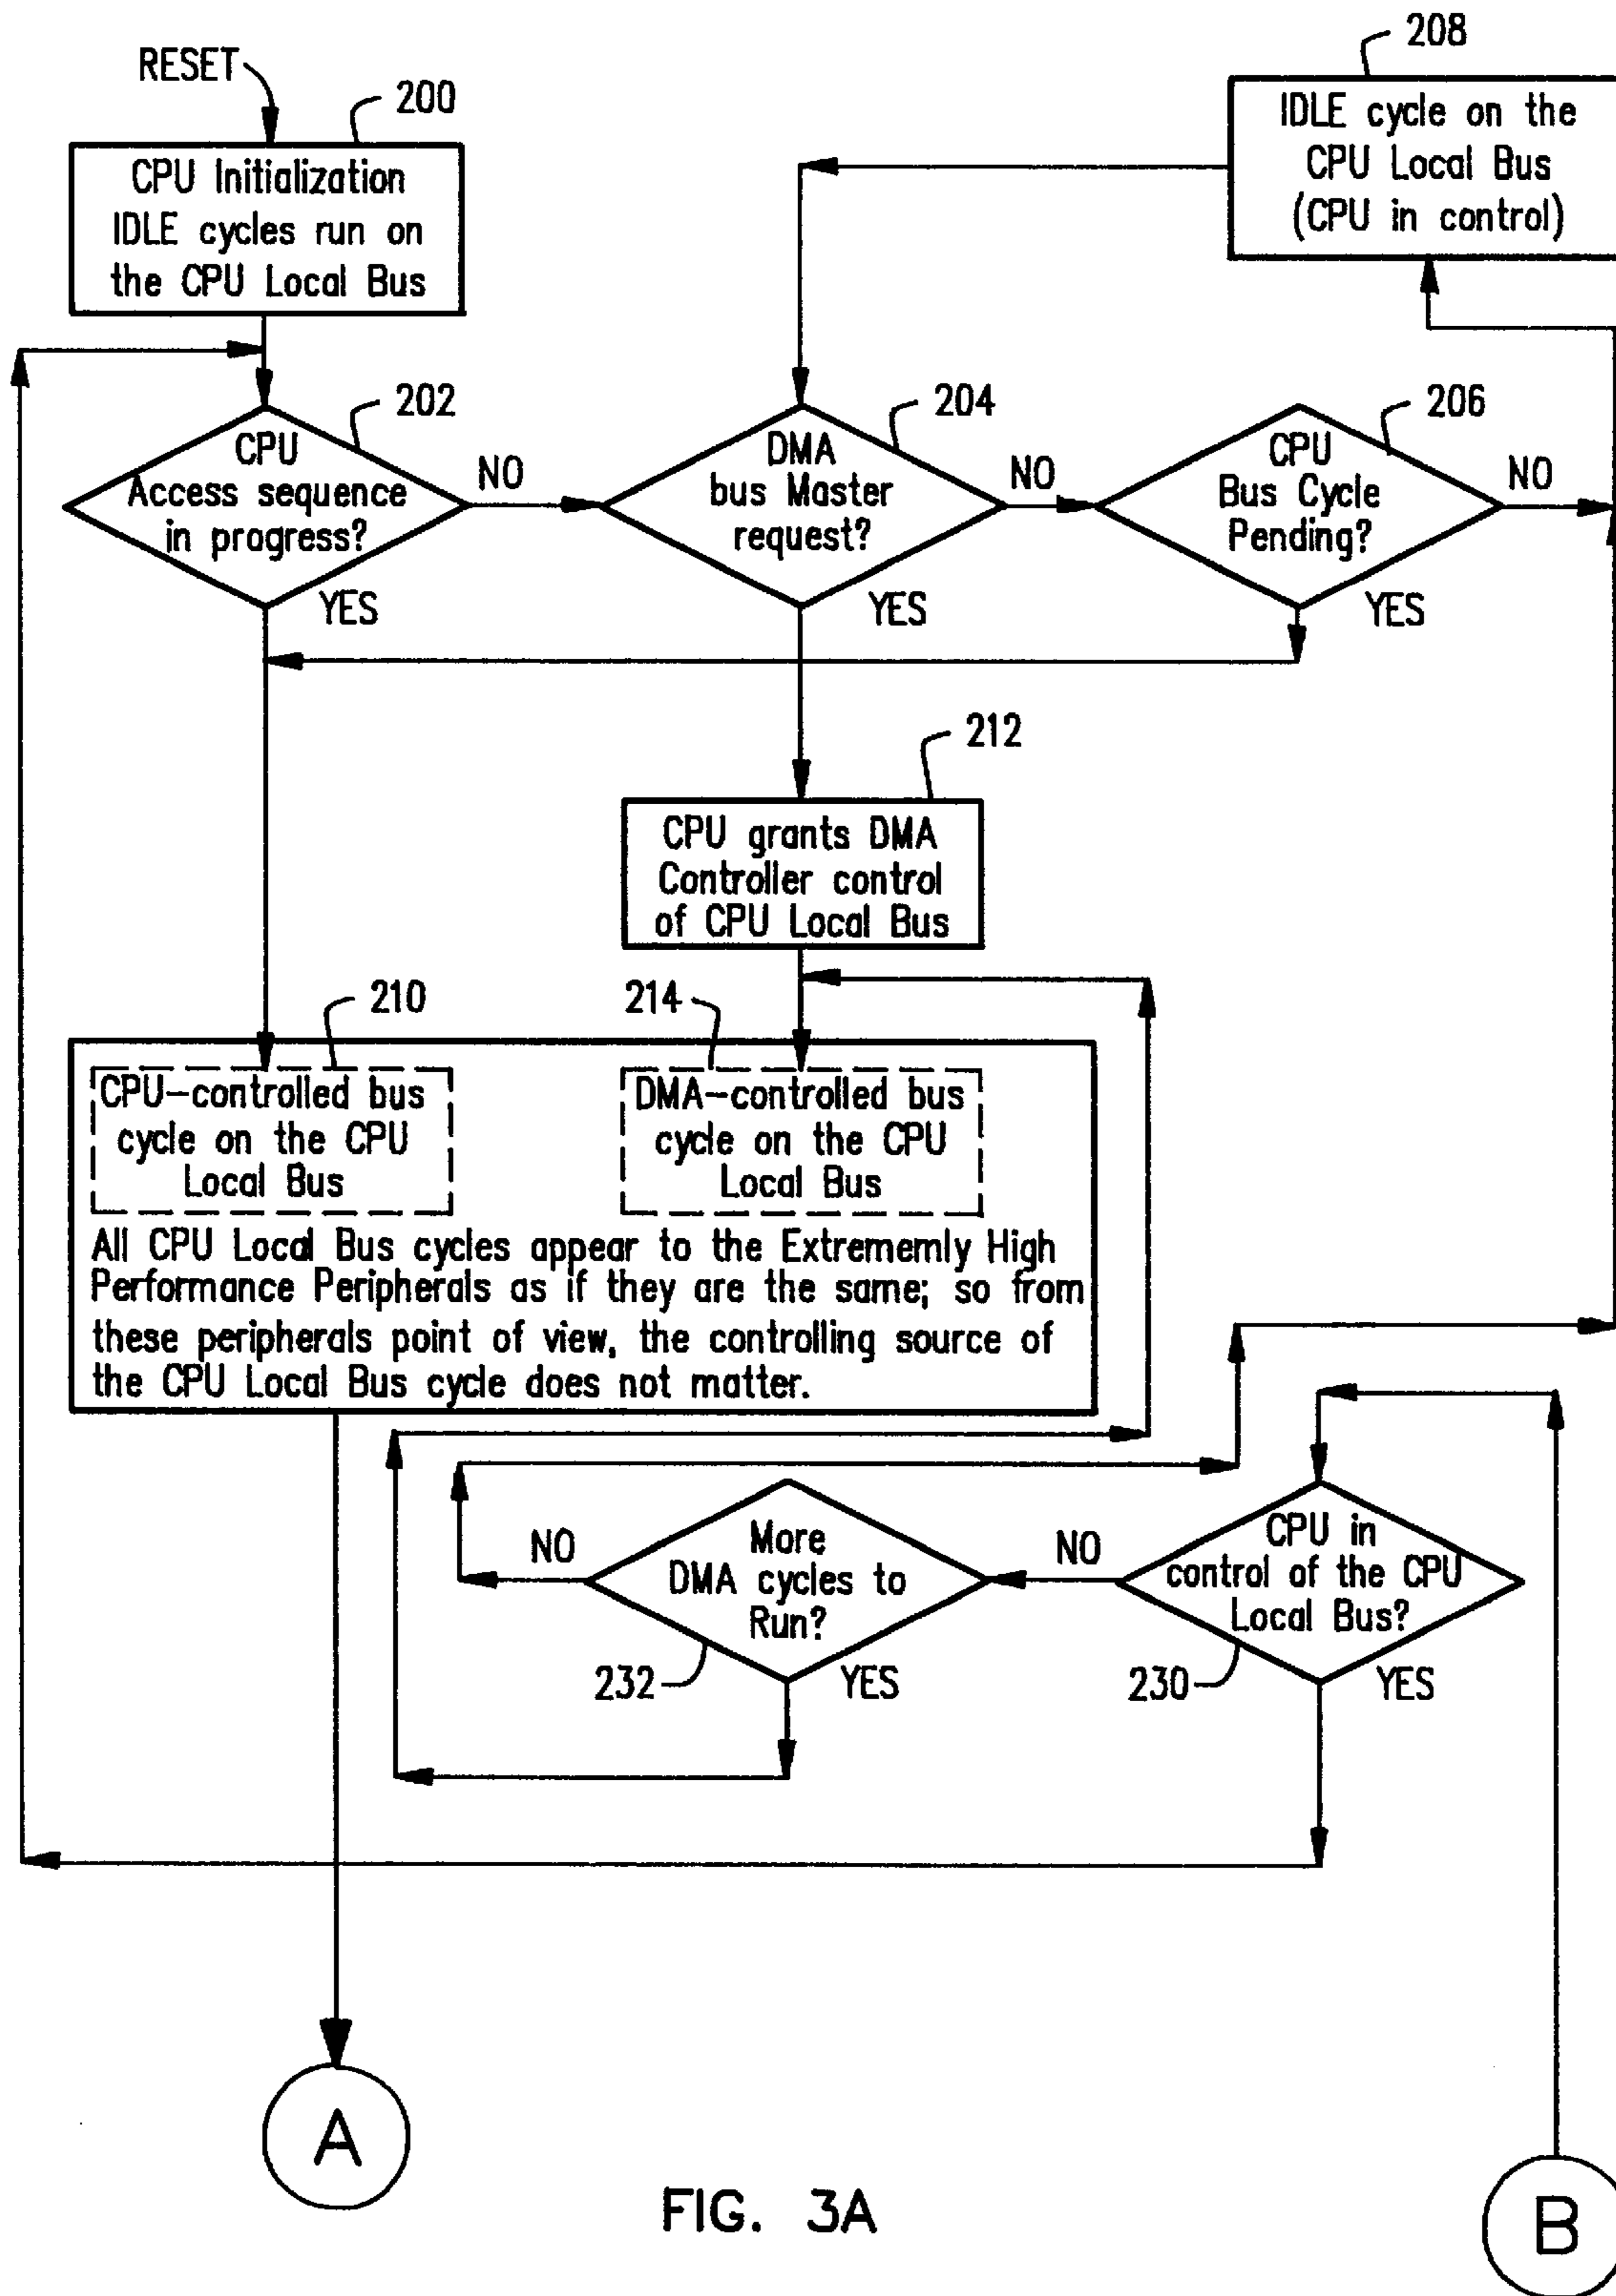 RESET
200
CPU Initialization
IDLE cycles run on
the CPU Local Bus
208
IDLE cycle on the
CPU Local Bus
(CPU in control)
202
CPU
Access sequence
in progress?
NO
YES
204
DMA
bus Master
request?
NO
YES
206
CPU
Bus Cycle
Pending?
NO
YES
212
CPU grants DMA
Controller control
of CPU Local Bus
210
CPU-controlled bus
cycle on the CPU
Local Bus
214
DMA-controlled bus
cycle on the CPU
Local Bus
All CPU Local Bus cycles appear to the Extrememly High
Performance Peripherals as if they are the same; so from
these peripherals point of view, the controlling source of
the CPU Local Bus cycle does not matter.
NO
More
DMA cycles to
Run?
232
YES
NO
CPU in
control of the CPU
Local Bus?
230
YES
A
B
FIG. 3A